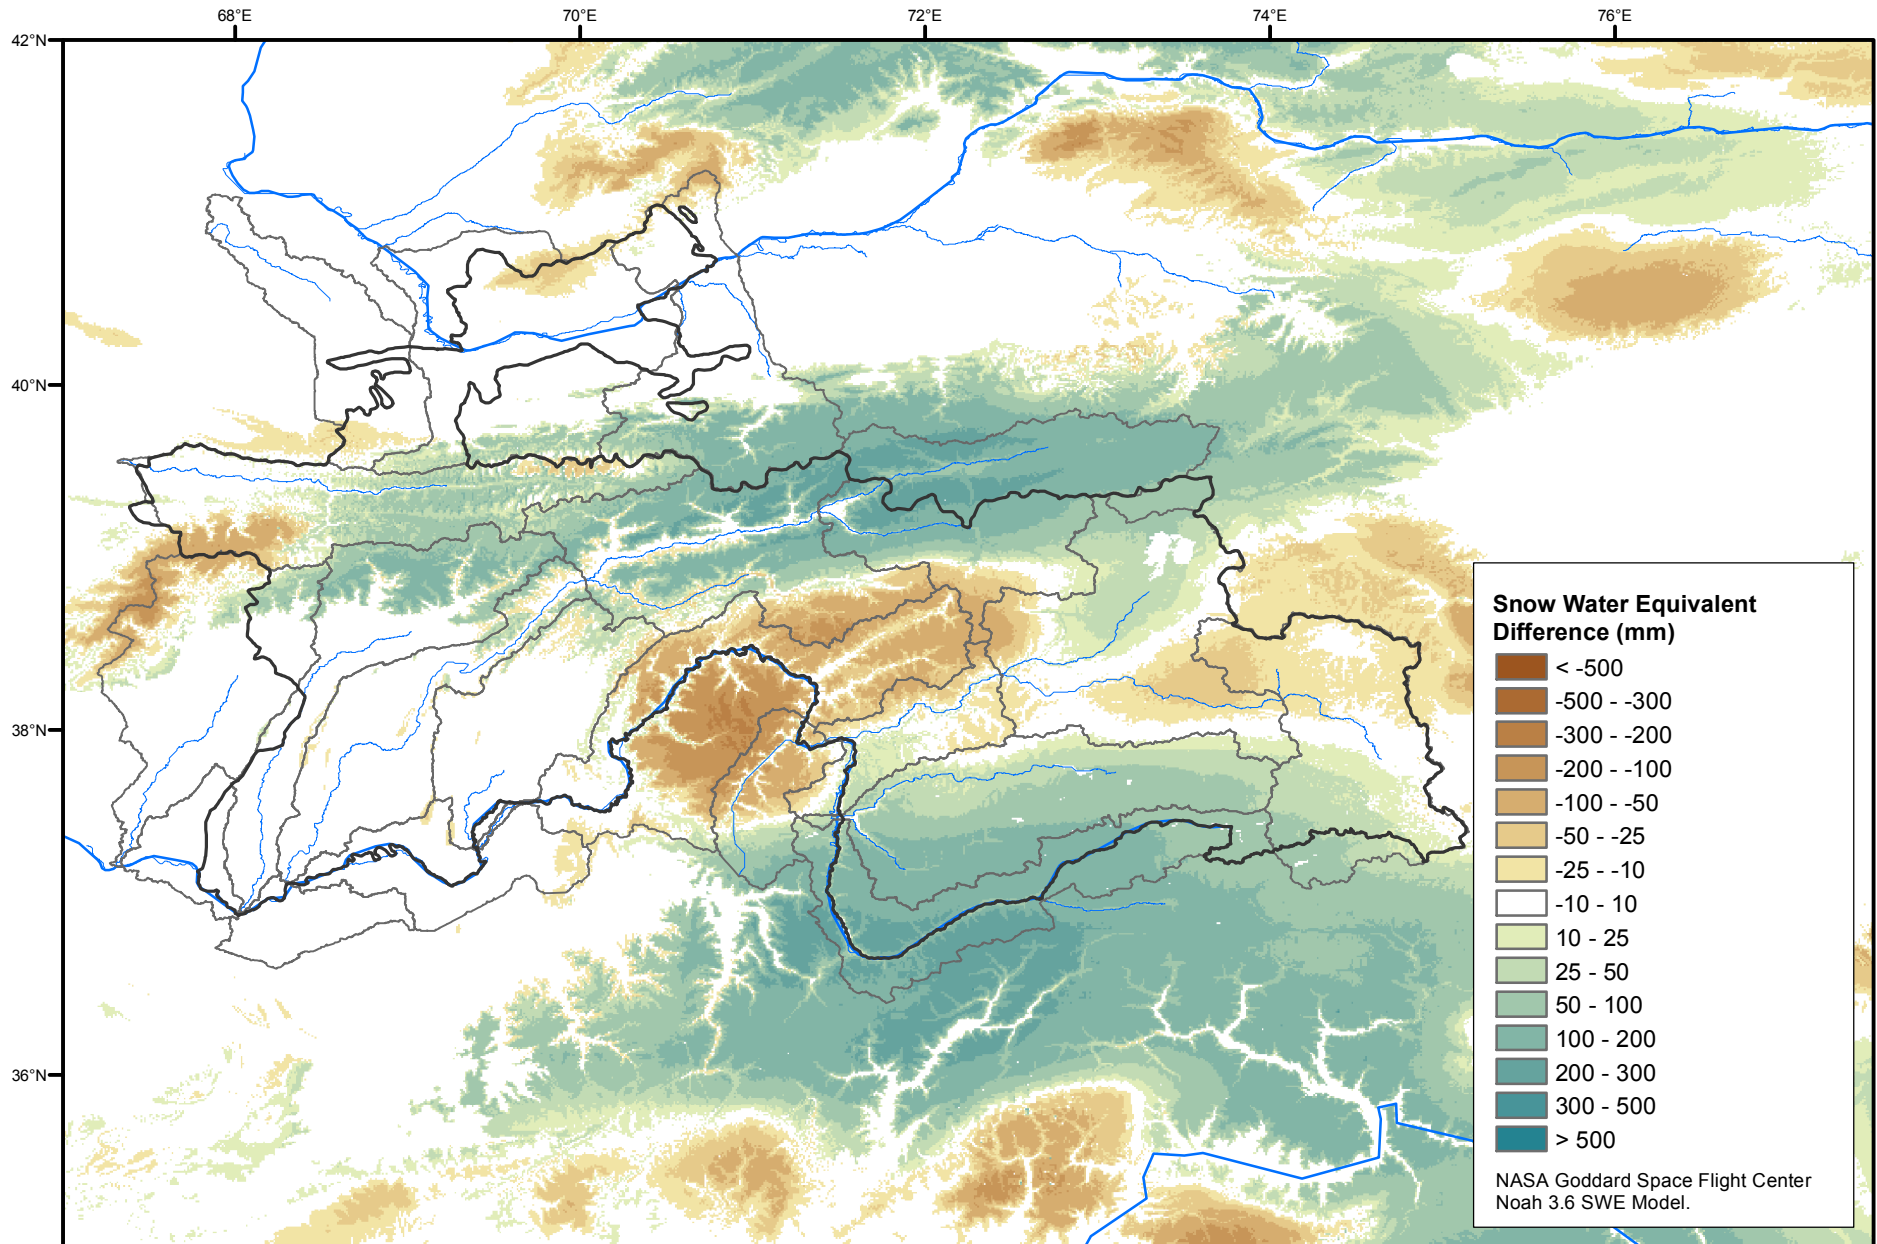 68°E
70°E
72°E
74°E
76°E
42°N
40°N
38°N
36°N
Snow Water Equivalent
Difference (mm)
< -500
-500 - -300
-300 - -200
-200 - -100
-100 - -50
-50 - -25
-25 - -10
-10 - 10
10 - 25
25 - 50
50 - 100
100 - 200
200 - 300
300 - 500
> 500
NASA Goddard Space Flight Center
Noah 3.6 SWE Model.